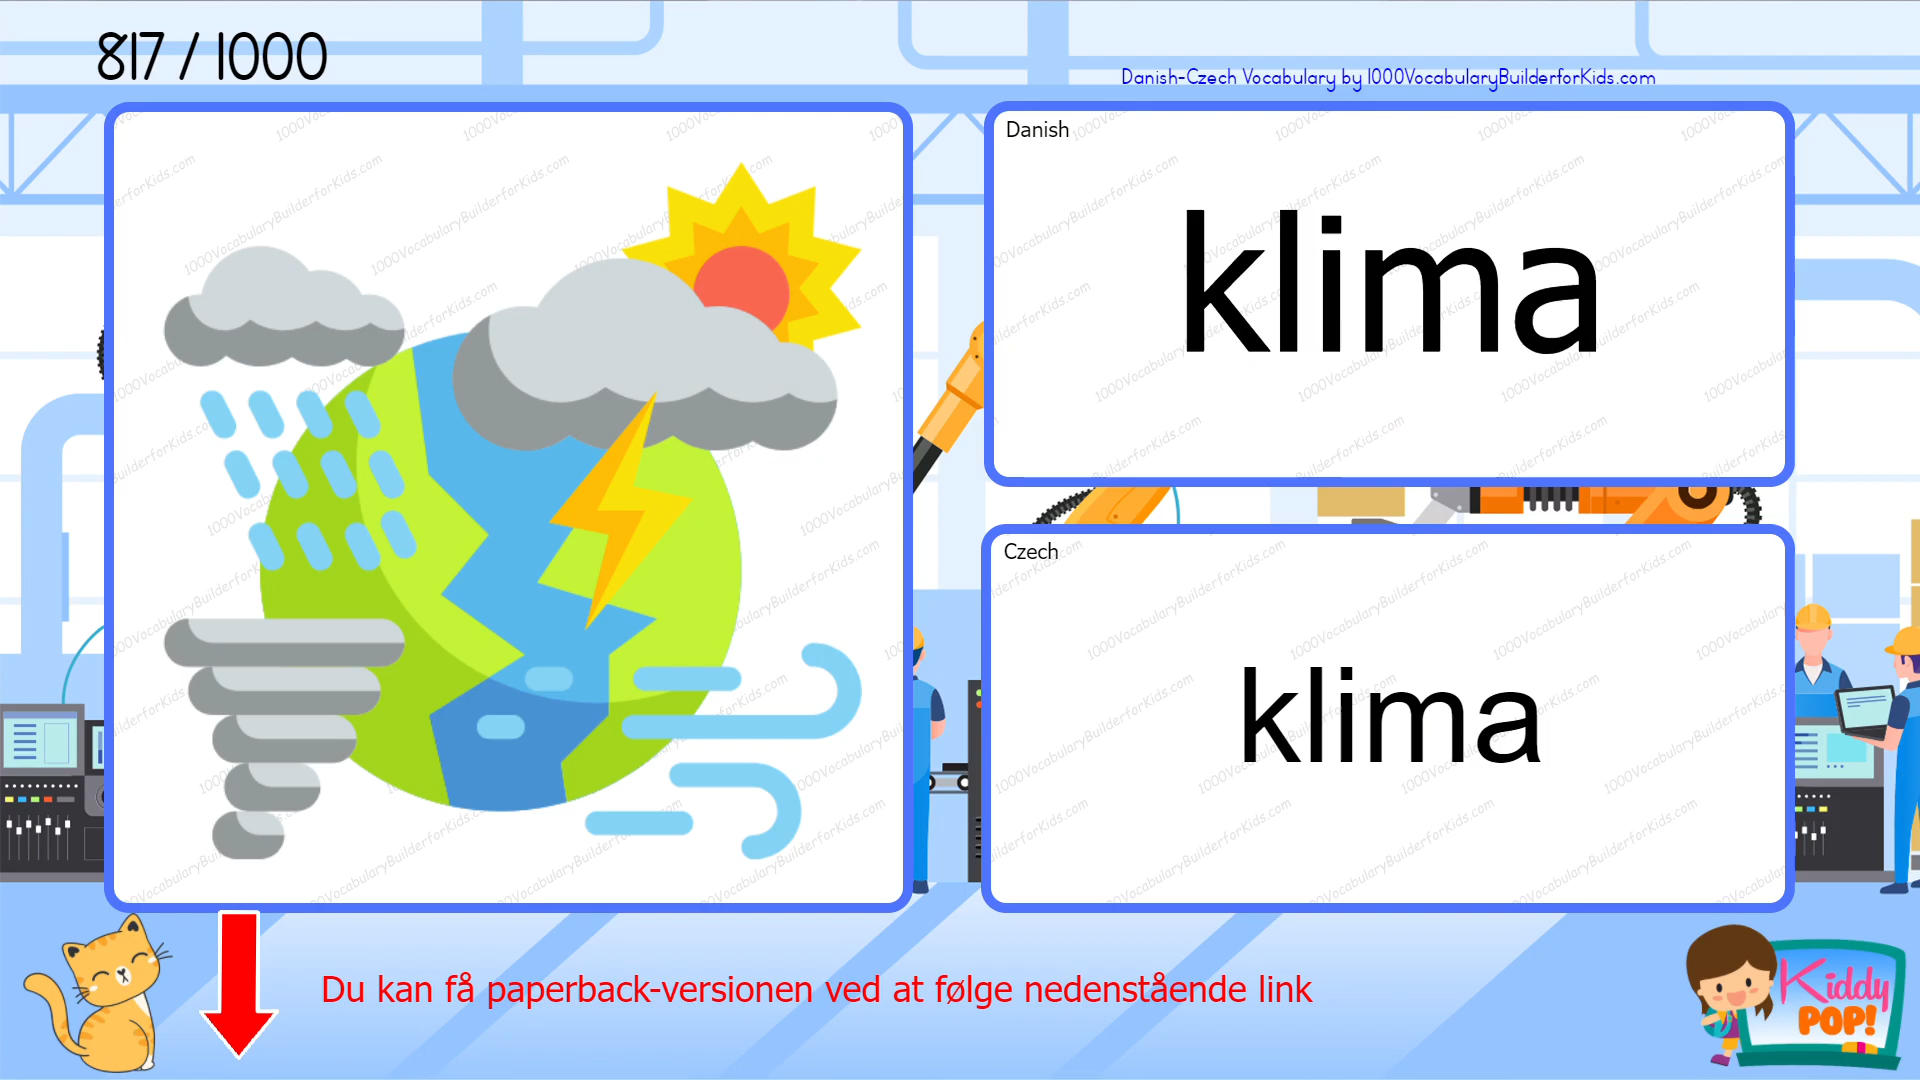 817 / 1000
Danish-Czech Vocabulary by 1000VocabularyBuilderforKids.com
Danish
klima
Czech
klima
Du kan få paperback-versionen ved at følge nedenstående link
Kiddy
POP!